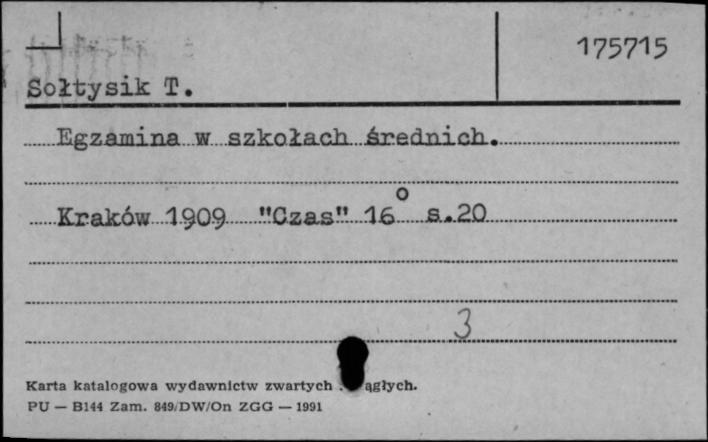 175715
Sołtysik T.
Egzamina w szkołach średnich.
Kraków 1909 "Czas" 16° s.20
3
Karta katalogowa wydawnictw zwartych
PU — B144 Zam. 849/DW/On ZGG — 1991